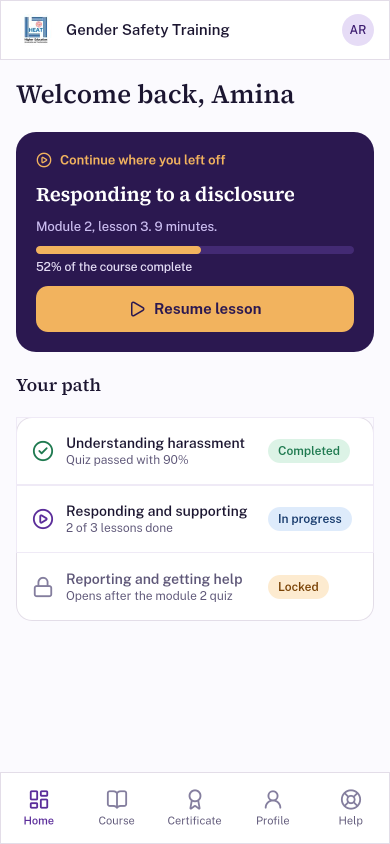 HEAT
Gender Safety Training
AR
Welcome back, Amina
Continue where you left off
Responding to a disclosure
Module 2, lesson 3. 9 minutes.
52% of the course complete
Resume lesson
Your path
Understanding harassment
Quiz passed with 90%
Completed
Responding and supporting
2 of 3 lessons done
In progress
Reporting and getting help
Opens after the module 2 quiz
Locked
Home
Course
Certificate
Profile
Help